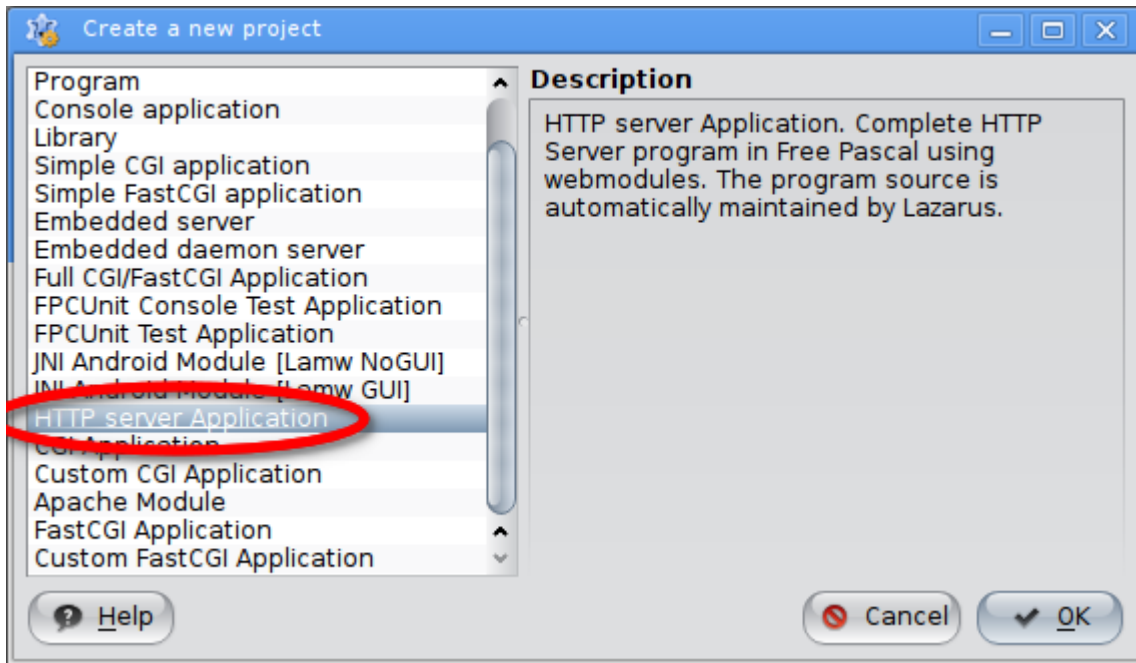 Create a new project
Program
Console application
Library
Simple CGI application
Simple FastCGI application
Embedded server
Embedded daemon server
Full CGI/FastCGI Application
FPCUnit Console Test Application
FPCUnit Test Application
JNI Android Module [Lamw NoGUI]
JNI Android Module [Lamw GUI]
HTTP server Application
CGI Application
Custom CGI Application
Apache Module
FastCGI Application
Custom FastCGI Application
Description
HTTP server Application. Complete HTTP
Server program in Free Pascal using
webmodules. The program source is
automatically maintained by Lazarus.
Help
Cancel
OK